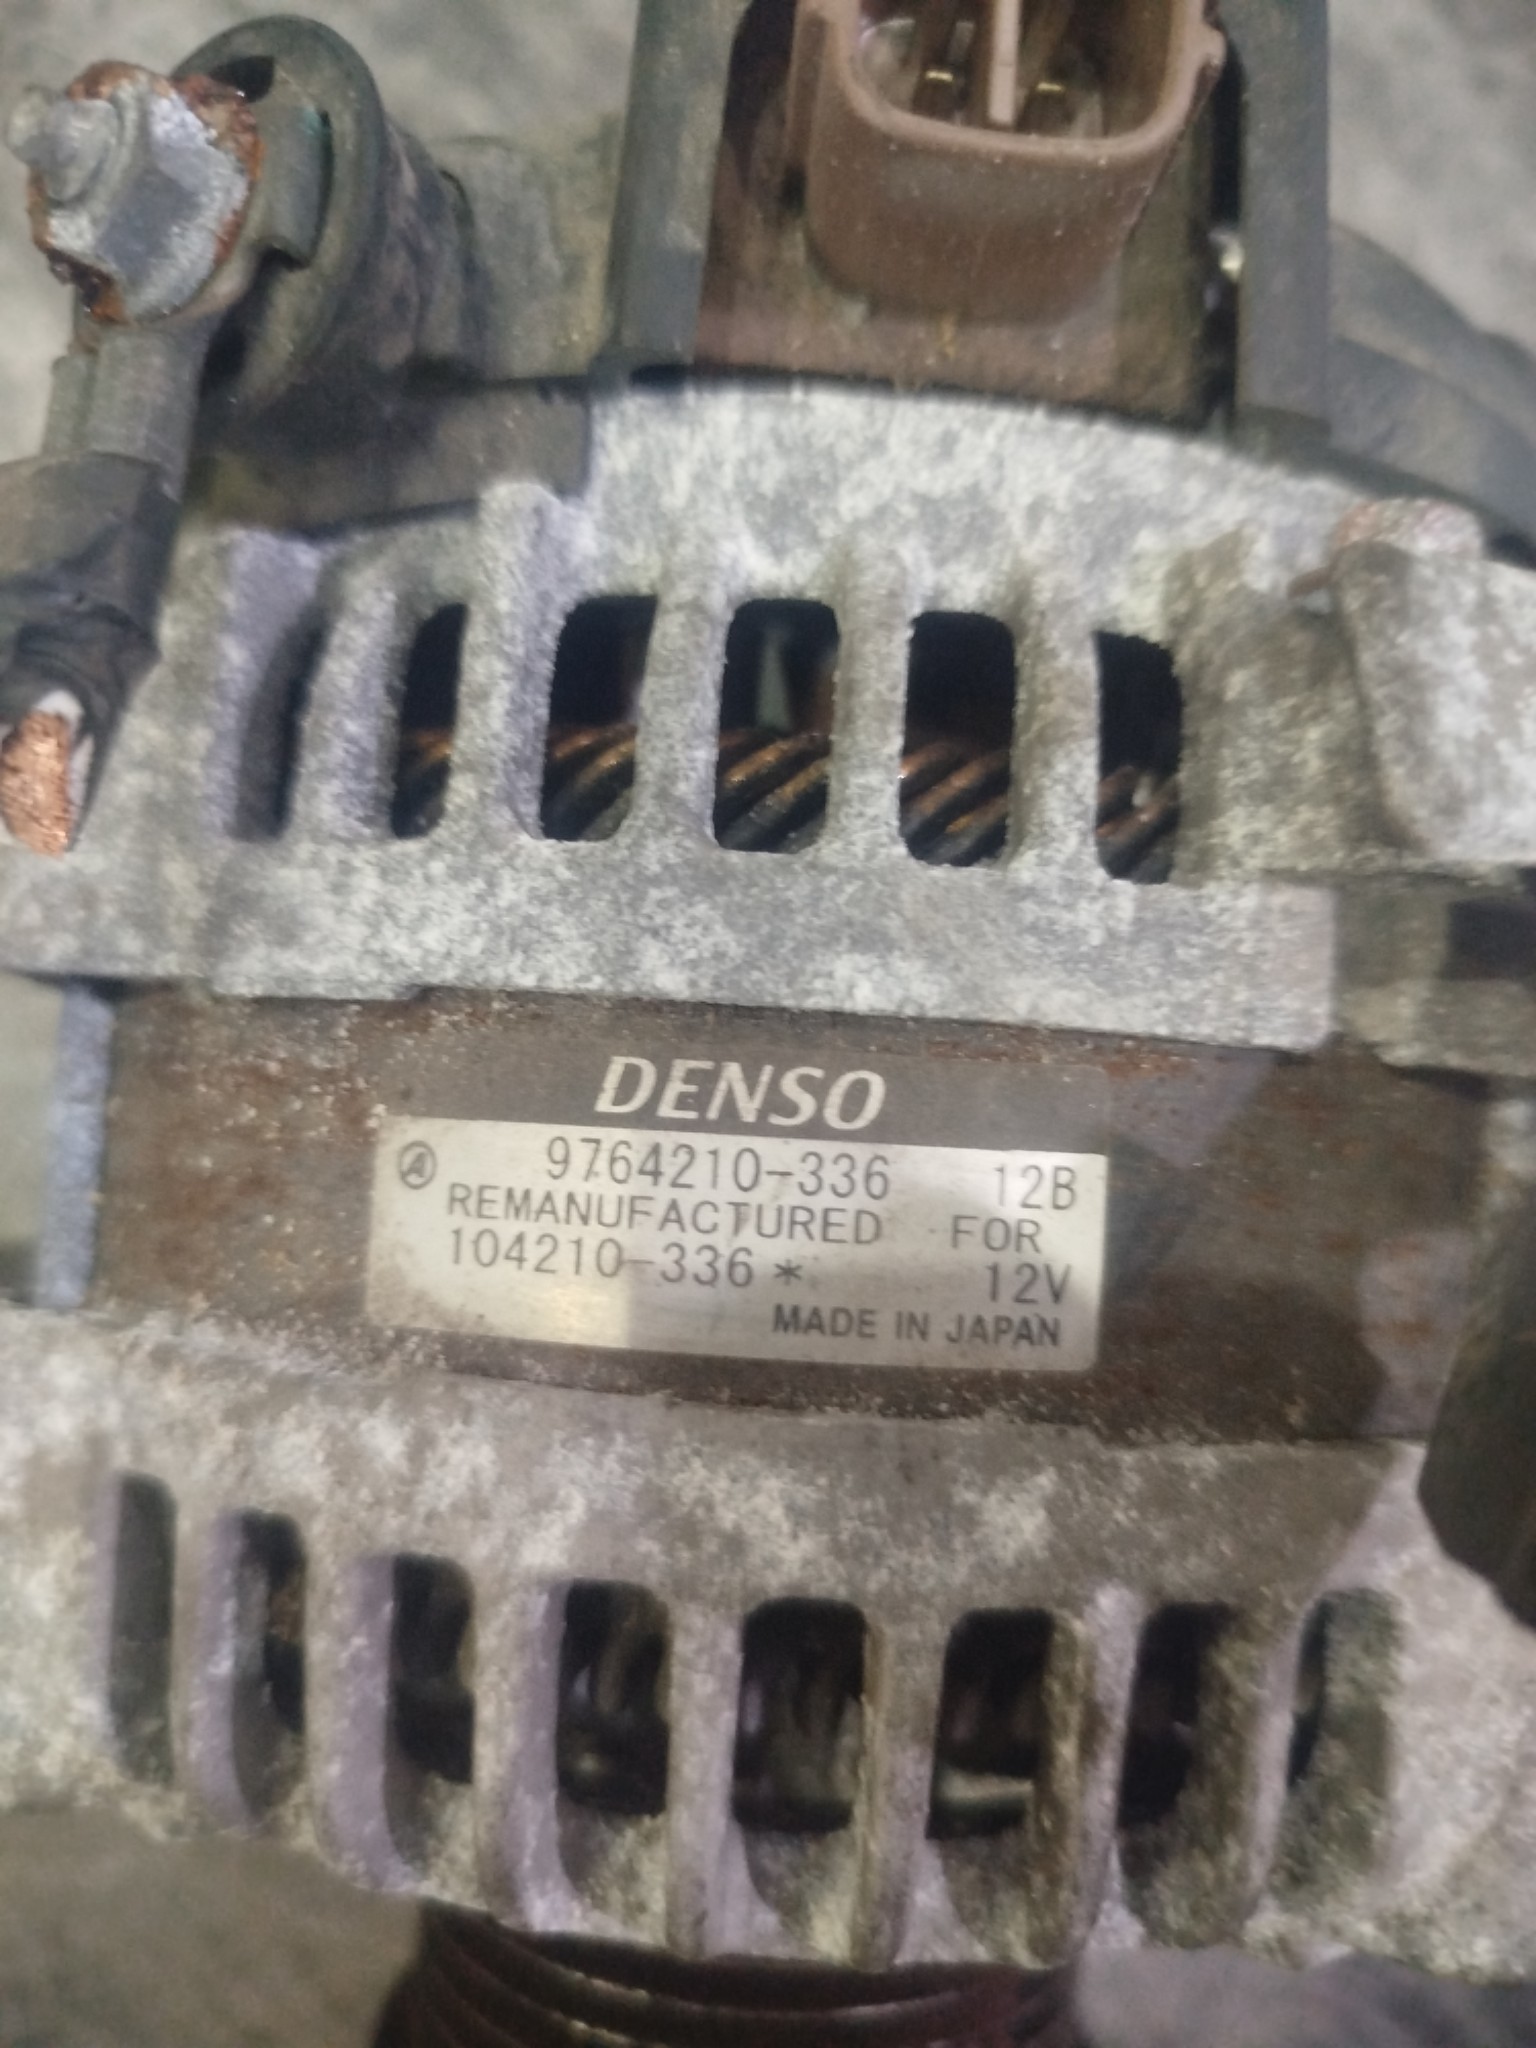 DENSO
Ⓐ 9764210-336 12B
REMANUFACTURED FOR
104210-336* 12V
MADE IN JAPAN